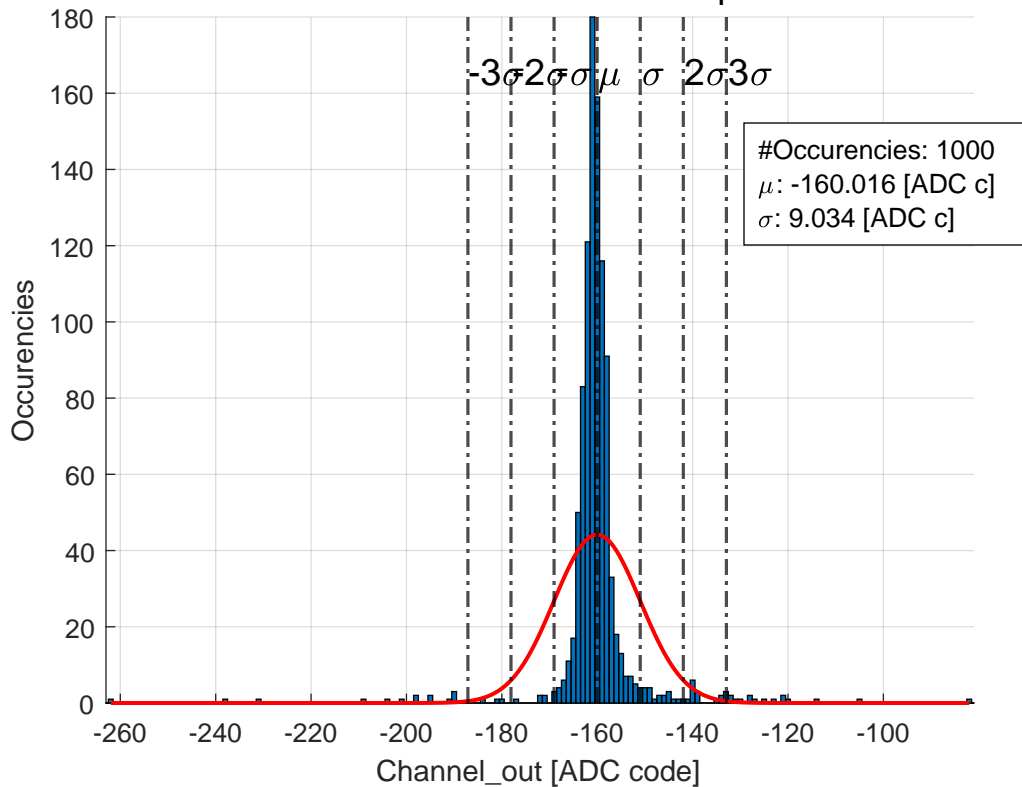 180
160
140
120
100
80
60
40
20
0
-3σ
-2σ
-σ
μ
σ
2σ
3σ
#Occurencies: 1000
μ: -160.016 [ADC c]
σ: 9.034 [ADC c]
Occurencies
-260
-240
-220
-200
-180
-160
-140
-120
-100
Channel_out [ADC code]